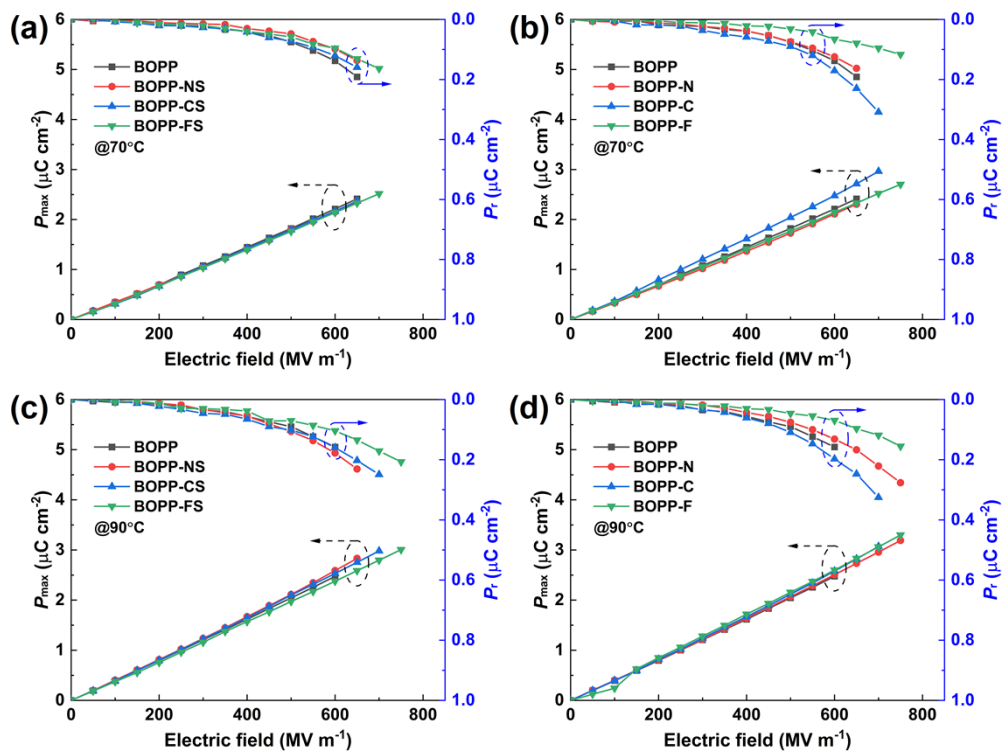 (a)
6
5
4
3
2
1
0
P_max (μC cm⁻²)
BOPP
BOPP-NS
BOPP-CS
BOPP-FS
@70°C
0.0
0.2
0.4
0.6
0.8
1.0
P_r (μC cm⁻²)
0 200 400 600 800
Electric field (MV m⁻¹)
(b)
6
5
4
3
2
1
0
P_max (μC cm⁻²)
BOPP
BOPP-N
BOPP-C
BOPP-F
@70°C
0.0
0.2
0.4
0.6
0.8
1.0
P_r (μC cm⁻²)
0 200 400 600 800
Electric field (MV m⁻¹)
(c)
6
5
4
3
2
1
0
P_max (μC cm⁻²)
BOPP
BOPP-NS
BOPP-CS
BOPP-FS
@90°C
0.0
0.2
0.4
0.6
0.8
1.0
P_r (μC cm⁻²)
0 200 400 600 800
Electric field (MV m⁻¹)
(d)
6
5
4
3
2
1
0
P_max (μC cm⁻²)
BOPP
BOPP-N
BOPP-C
BOPP-F
@90°C
0.0
0.2
0.4
0.6
0.8
1.0
P_r (μC cm⁻²)
0 200 400 600 800
Electric field (MV m⁻¹)